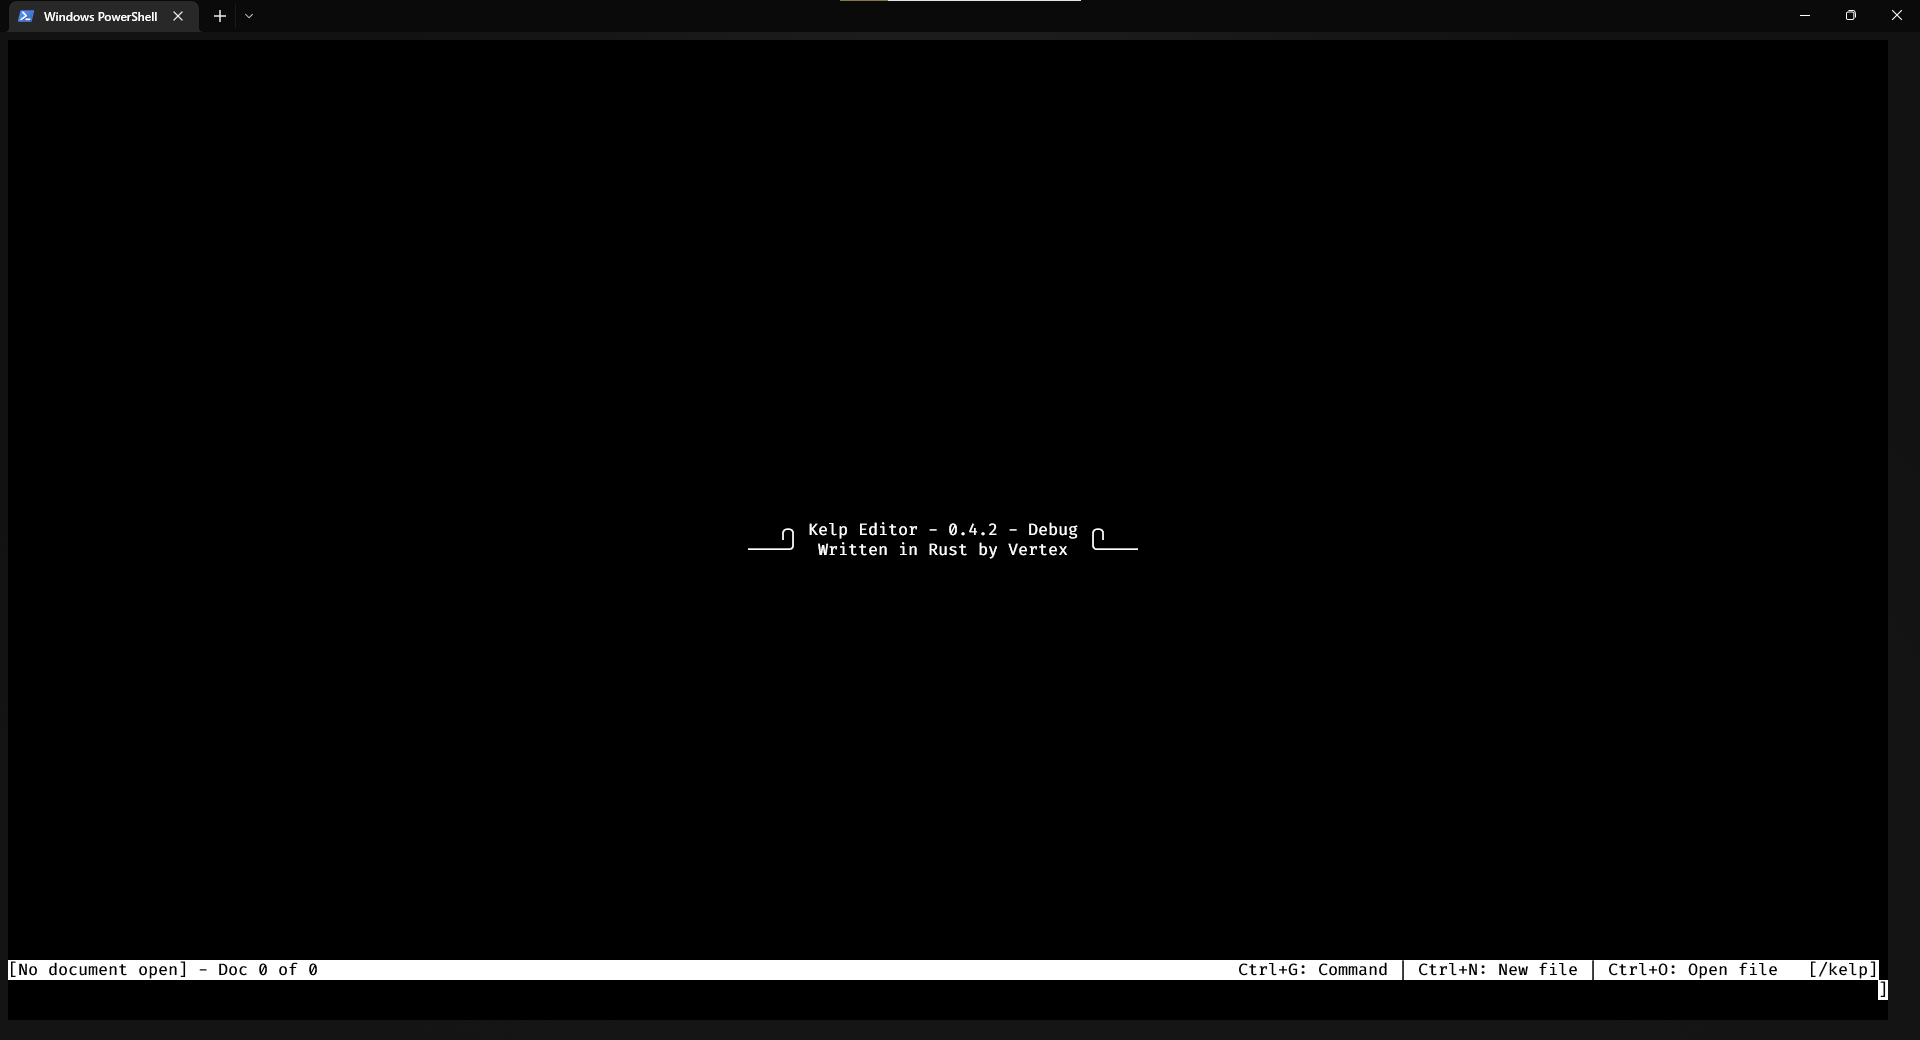 Windows PowerShell
Kelp Editor - 0.4.2 - Debug
Written in Rust by Vertex
[No document open] - Doc 0 of 0 Ctrl+G: Command │ Ctrl+N: New file │ Ctrl+O: Open file [/kelp]
]